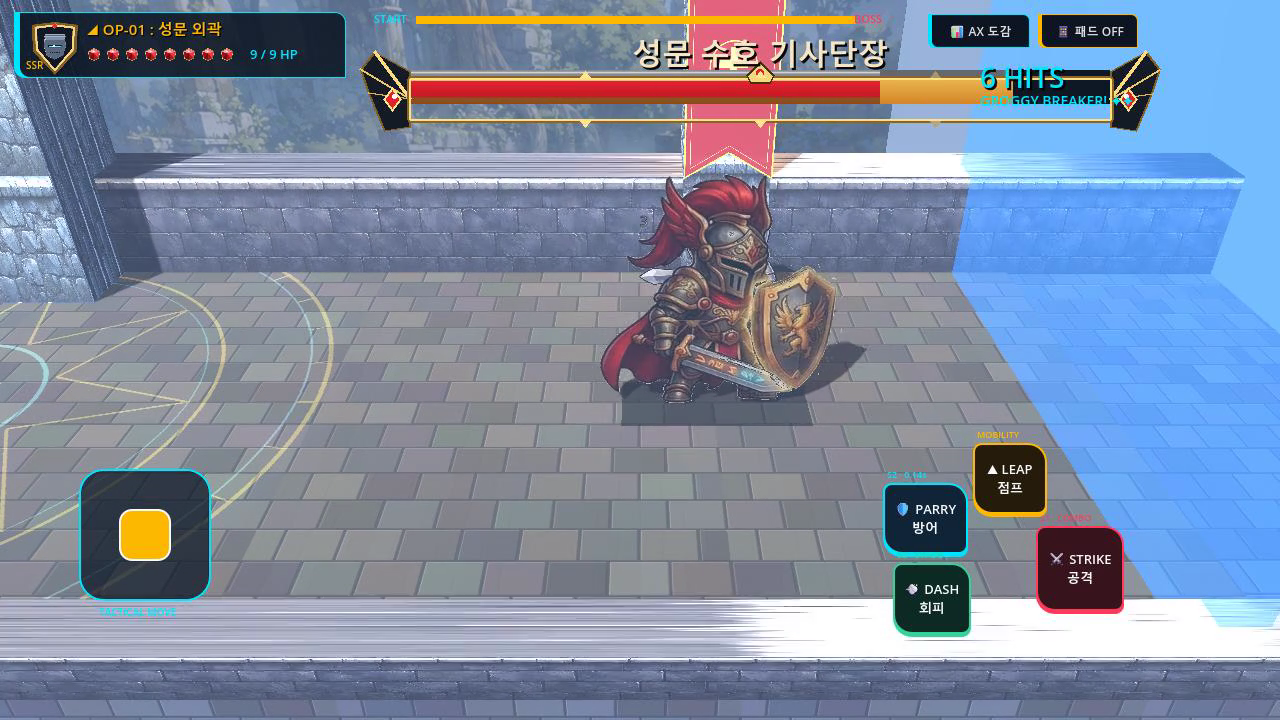 ◢ OP-01 : 성문 외곽
SSR
9 / 9 HP
START
BOSS
성문 수호 기사단장
AX 도감
패드 OFF
6 HITS
GROGGY BREAKER!
MOBILITY
▲ LEAP
점프
PARRY
방어
COMBO
STRIKE
공격
DASH
회피
TACTICAL MOVE